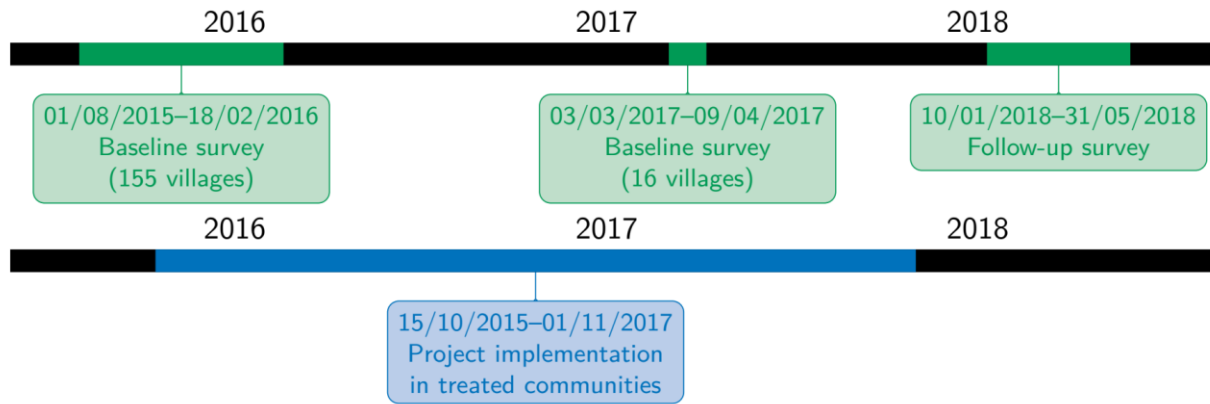 2016 2017 2018
01/08/2015–18/02/2016
Baseline survey
(155 villages)
03/03/2017–09/04/2017
Baseline survey
(16 villages)
10/01/2018–31/05/2018
Follow-up survey
2016 2017 2018
15/10/2015–01/11/2017
Project implementation
in treated communities